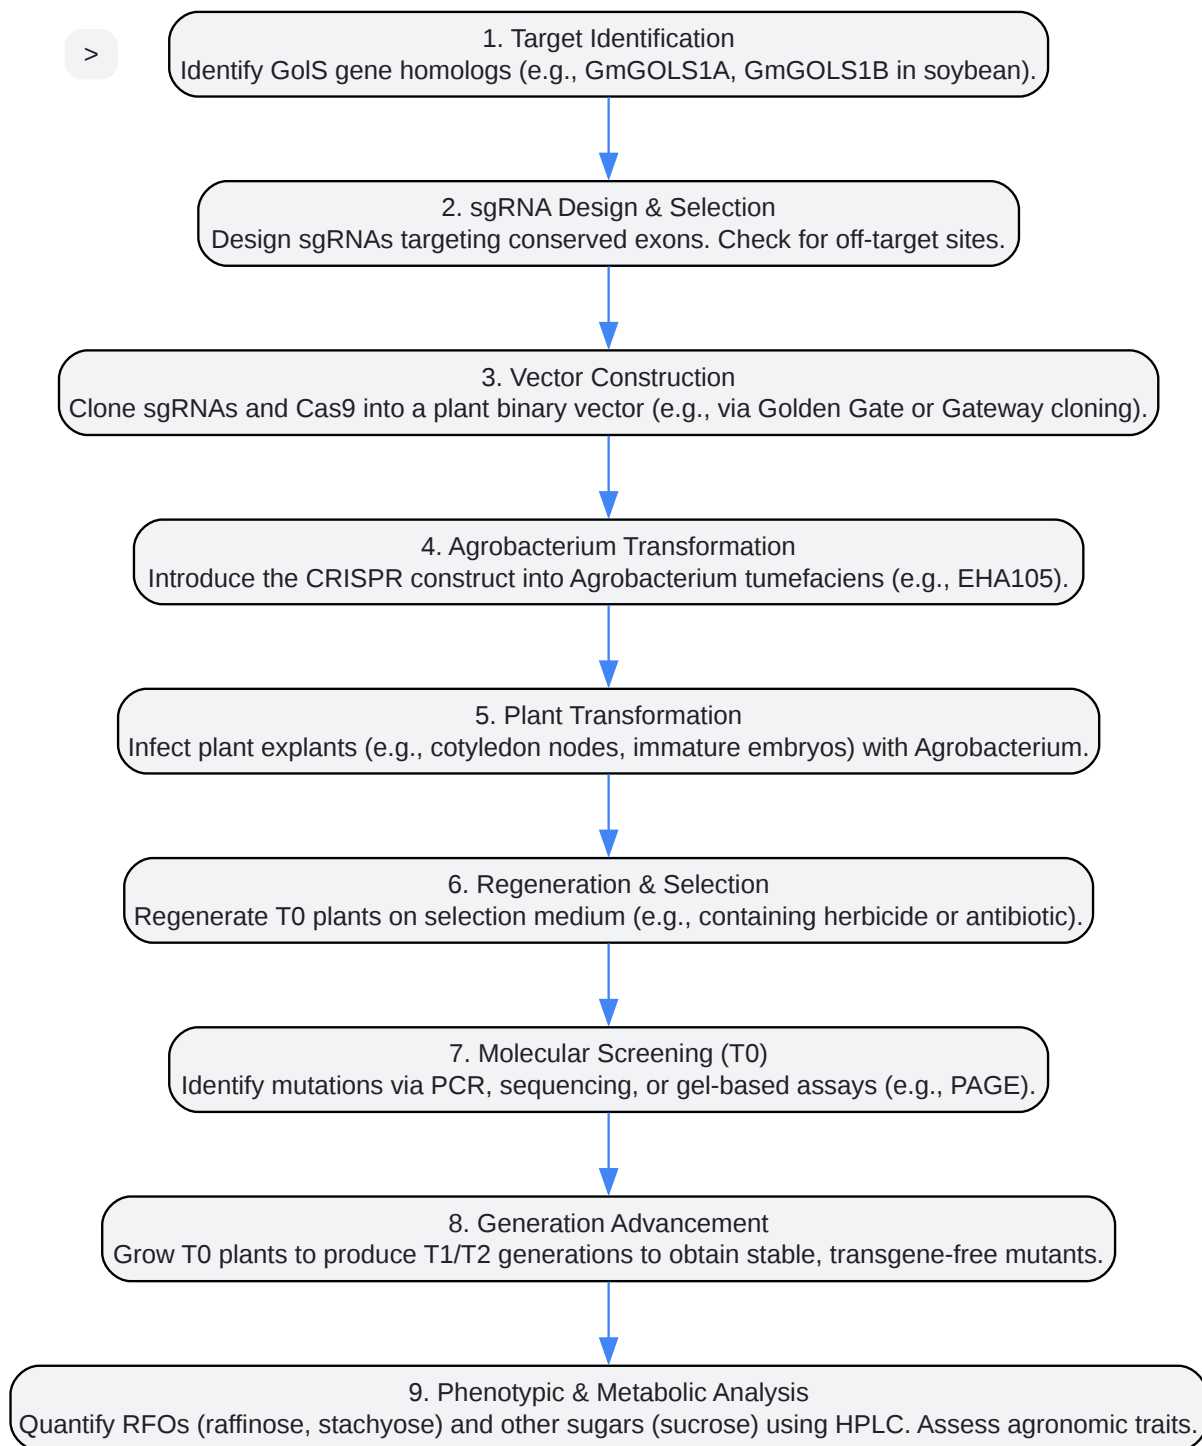 >
1. Target Identification
Identify GolS gene homologs (e.g., GmGOLS1A, GmGOLS1B in soybean).
2. sgRNA Design & Selection
Design sgRNAs targeting conserved exons. Check for off-target sites.
3. Vector Construction
Clone sgRNAs and Cas9 into a plant binary vector (e.g., via Golden Gate or Gateway cloning).
4. Agrobacterium Transformation
Introduce the CRISPR construct into Agrobacterium tumefaciens (e.g., EHA105).
5. Plant Transformation
Infect plant explants (e.g., cotyledon nodes, immature embryos) with Agrobacterium.
6. Regeneration & Selection
Regenerate T0 plants on selection medium (e.g., containing herbicide or antibiotic).
7. Molecular Screening (T0)
Identify mutations via PCR, sequencing, or gel-based assays (e.g., PAGE).
8. Generation Advancement
Grow T0 plants to produce T1/T2 generations to obtain stable, transgene-free mutants.
9. Phenotypic & Metabolic Analysis
Quantify RFOs (raffinose, stachyose) and other sugars (sucrose) using HPLC. Assess agronomic traits.